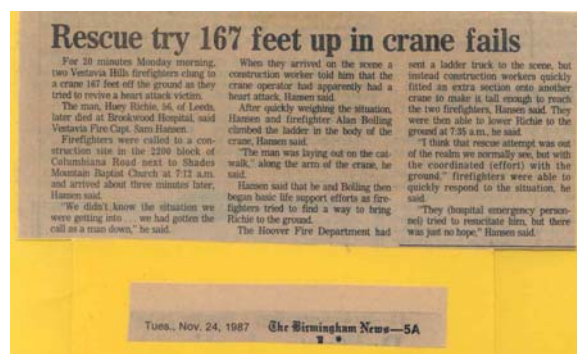 Rescue try 167 feet up in crane fails
For 20 minutes Monday morning,
two Vestavia Hills firefighters clung to
a crane 167 feet off the ground as they
tried to revive a heart attack victim.
The man, Huey Richie, 56, of Leeds,
later died at Brookwood Hospital, said
Vestavia Fire Capt. Sam Hansen.
Firefighters were called to a con-
struction site in the 2200 block of
Columbiana Road next to Shades
Mountain Baptist Church at 7:12 a.m.
and arrived about three minutes later,
Hansen said.
"We didn't know the situation we
were getting into . . . we had gotten the
call as a man down," he said.
When they arrived on the scene a
construction worker told him that the
crane operator had apparently had a
heart attack, Hansen said.
After quickly weighing the situation,
Hansen and firefighter Alan Bolling
climbed the ladder in the body of the
crane, Hansen said.
"The man was laying out on the cat-
walk," along the arm of the crane, he
said.
Hansen said that he and Bolling then
began basic life support efforts as fire-
fighters tried to find a way to bring
Richie to the ground.
The Hoover Fire Department had
sent a ladder truck to the scene, but
instead construction workers quickly
fitted an extra section onto another
crane to make it tall enough to reach
the two firefighters, Hansen said. They
were then able to lower Richie to the
ground at 7:35 a.m., he said.
"I think that rescue attempt was out
of the realm we normally see, but with
the coordinated (effort) with the
ground," firefighters were able to
quickly respond to the situation, he
said.
"They (hospital emergency person-
nel) tried to resucitate him, but there
was just no hope," Hansen said.
Tues., Nov. 24, 1987 The Birmingham News—5A